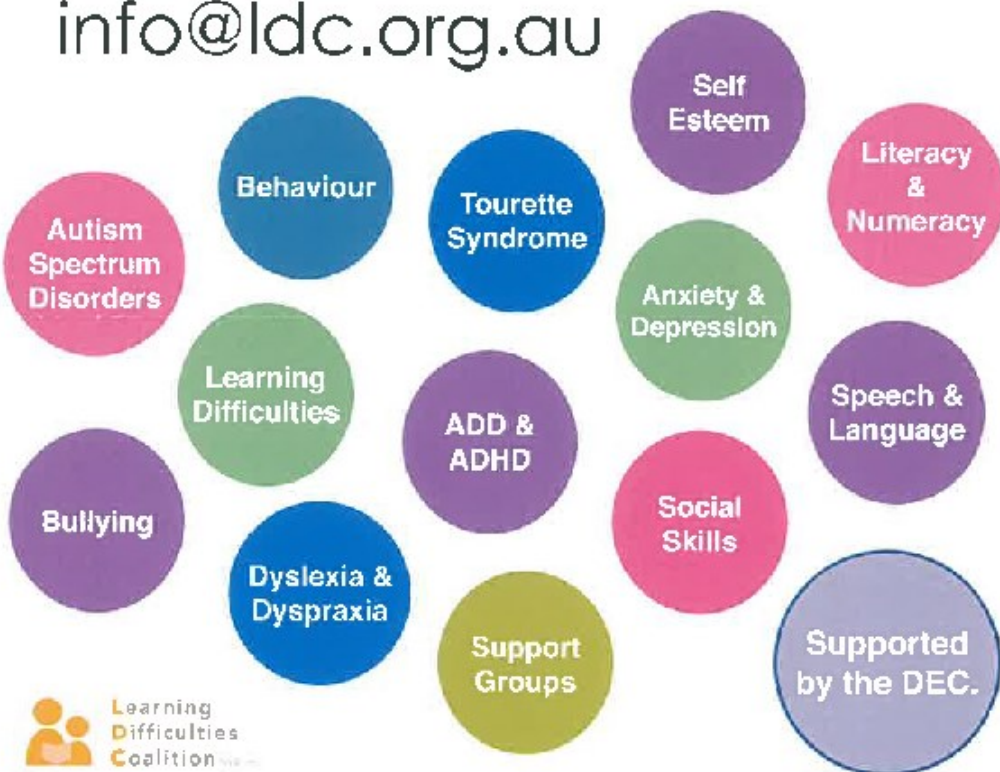 info@ldc.org.au
Self
Esteem
Literacy
&
Numeracy
Behaviour
Tourette
Syndrome
Autism
Spectrum
Disorders
Anxiety &
Depression
Learning
Difficulties
ADD &
ADHD
Speech &
Language
Bullying
Social
Skills
Dyslexia &
Dyspraxia
Support
Groups
Supported
by the DEC.
Learning
Difficulties
Coalition